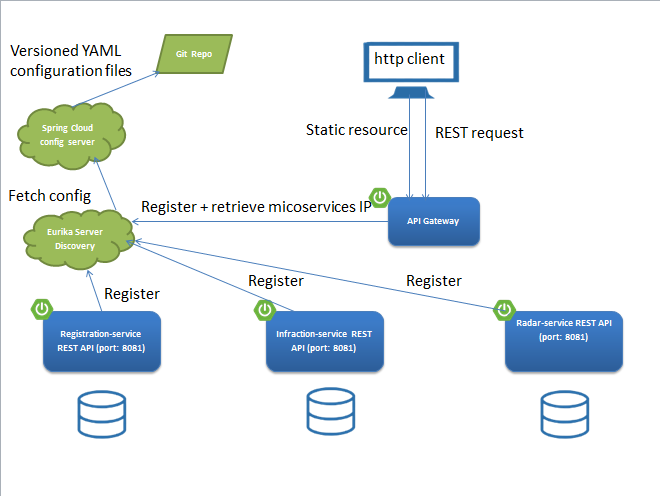 Versioned YAML
configuration files
Git Repo
http client
Spring Cloud
config server
Static resource
REST request
Fetch config
Register + retrieve micoservices IP
API Gateway
Eurika Server
Discovery
Register
Register
Register
Registration-service
REST API (port: 8081)
Infraction-service REST
API (port: 8081)
Radar-service REST API
(port: 8081)